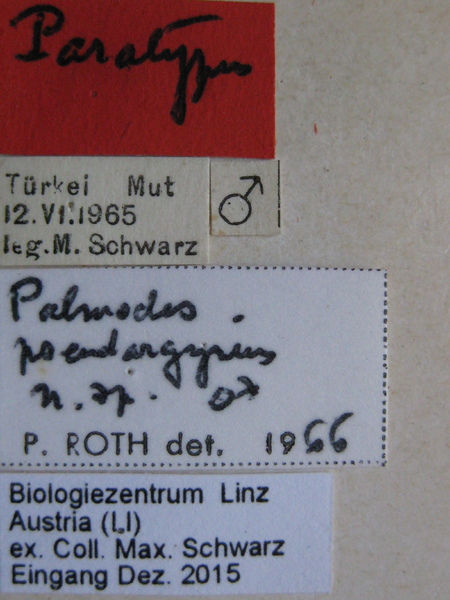 Paratypus
Türkei Mut ♂
12.VI.1965
leg. M. Schwarz
Palmodes
pseudargyrius
n. sp. ♂
P. ROTH det. 1966
Biologiezentrum Linz
Austria (LI)
ex. Coll. Max. Schwarz
Eingang Dez. 2015